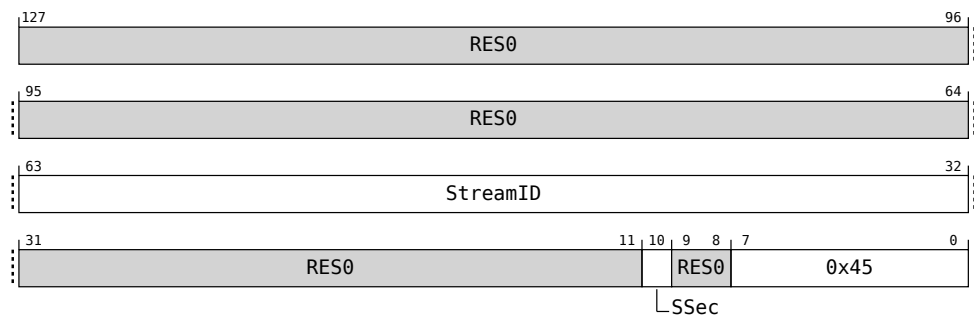 127 96
RES0
95 64
RES0
63 32
StreamID
31 11 10 9 8 7 0
RES0 RES0 0x45
SSec